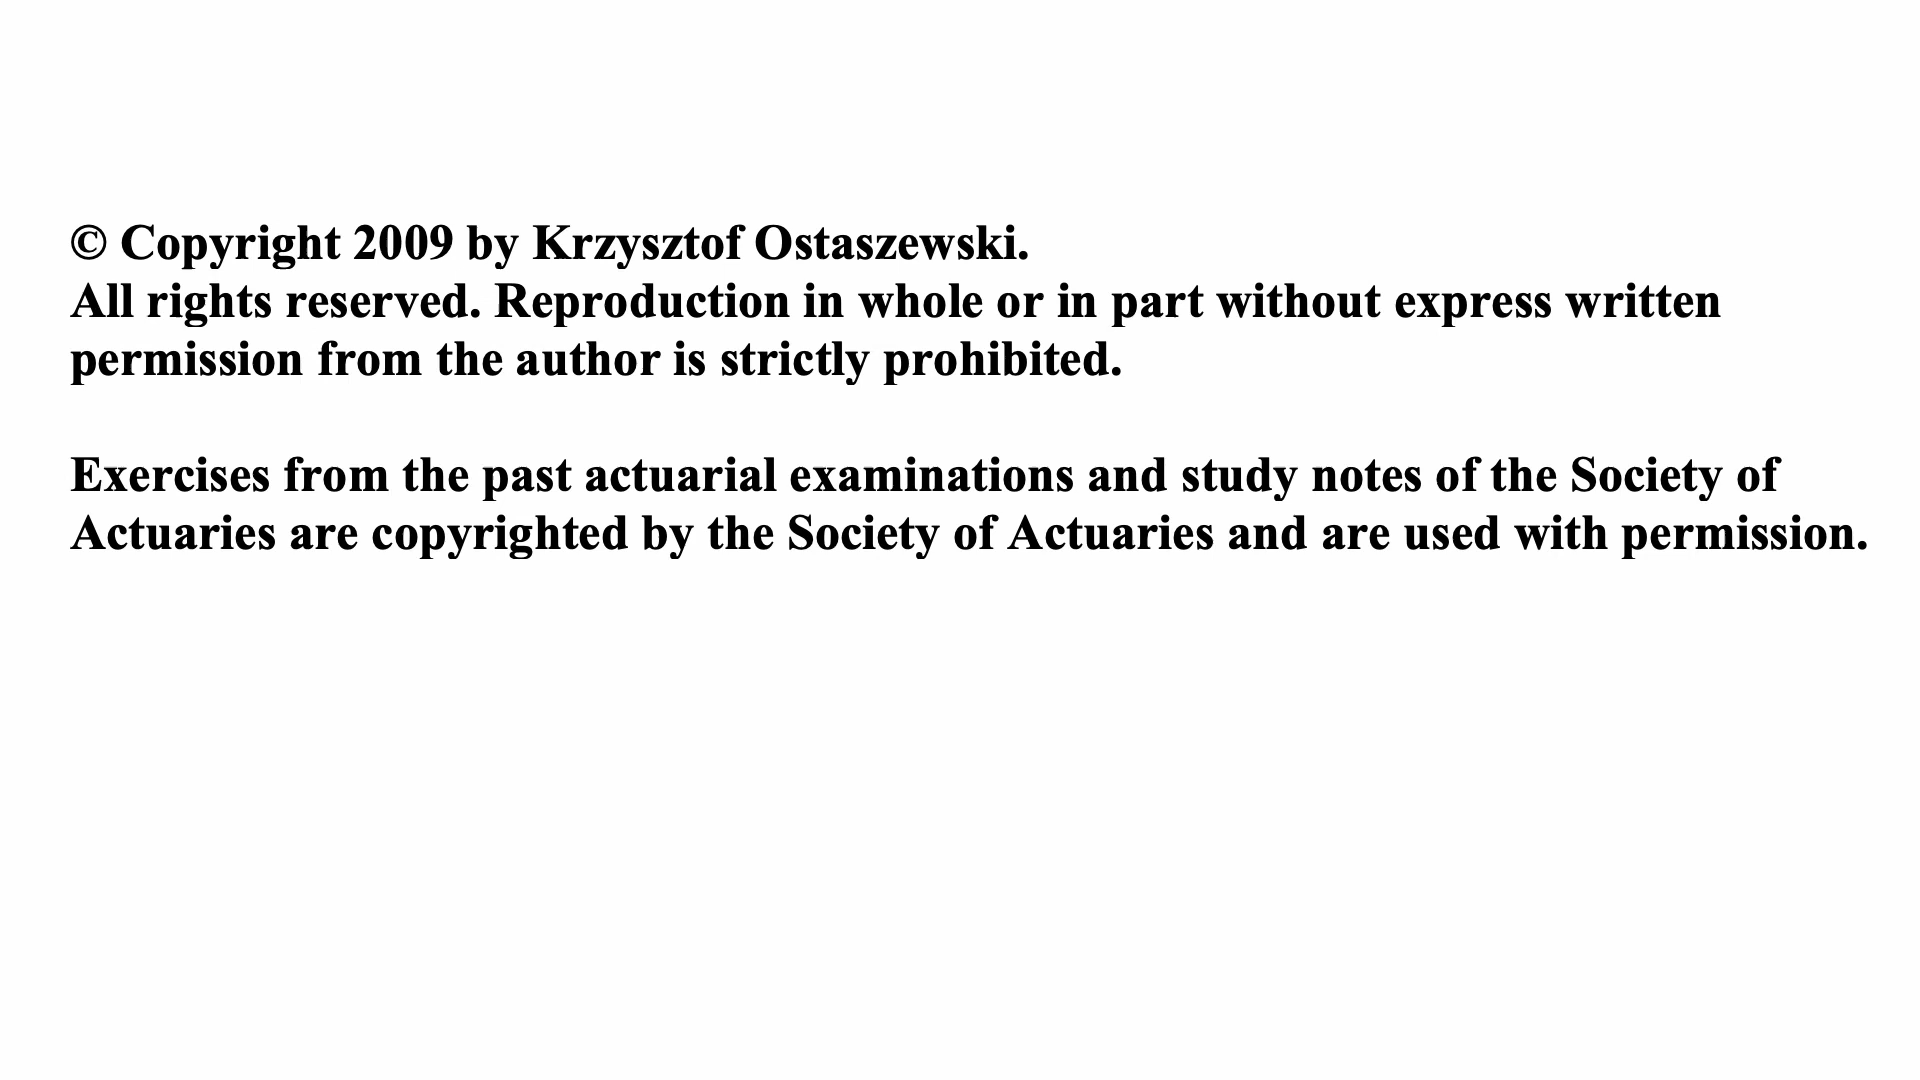 © Copyright 2009 by Krzysztof Ostaszewski.
All rights reserved. Reproduction in whole or in part without express written
permission from the author is strictly prohibited.
Exercises from the past actuarial examinations and study notes of the Society of
Actuaries are copyrighted by the Society of Actuaries and are used with permission.